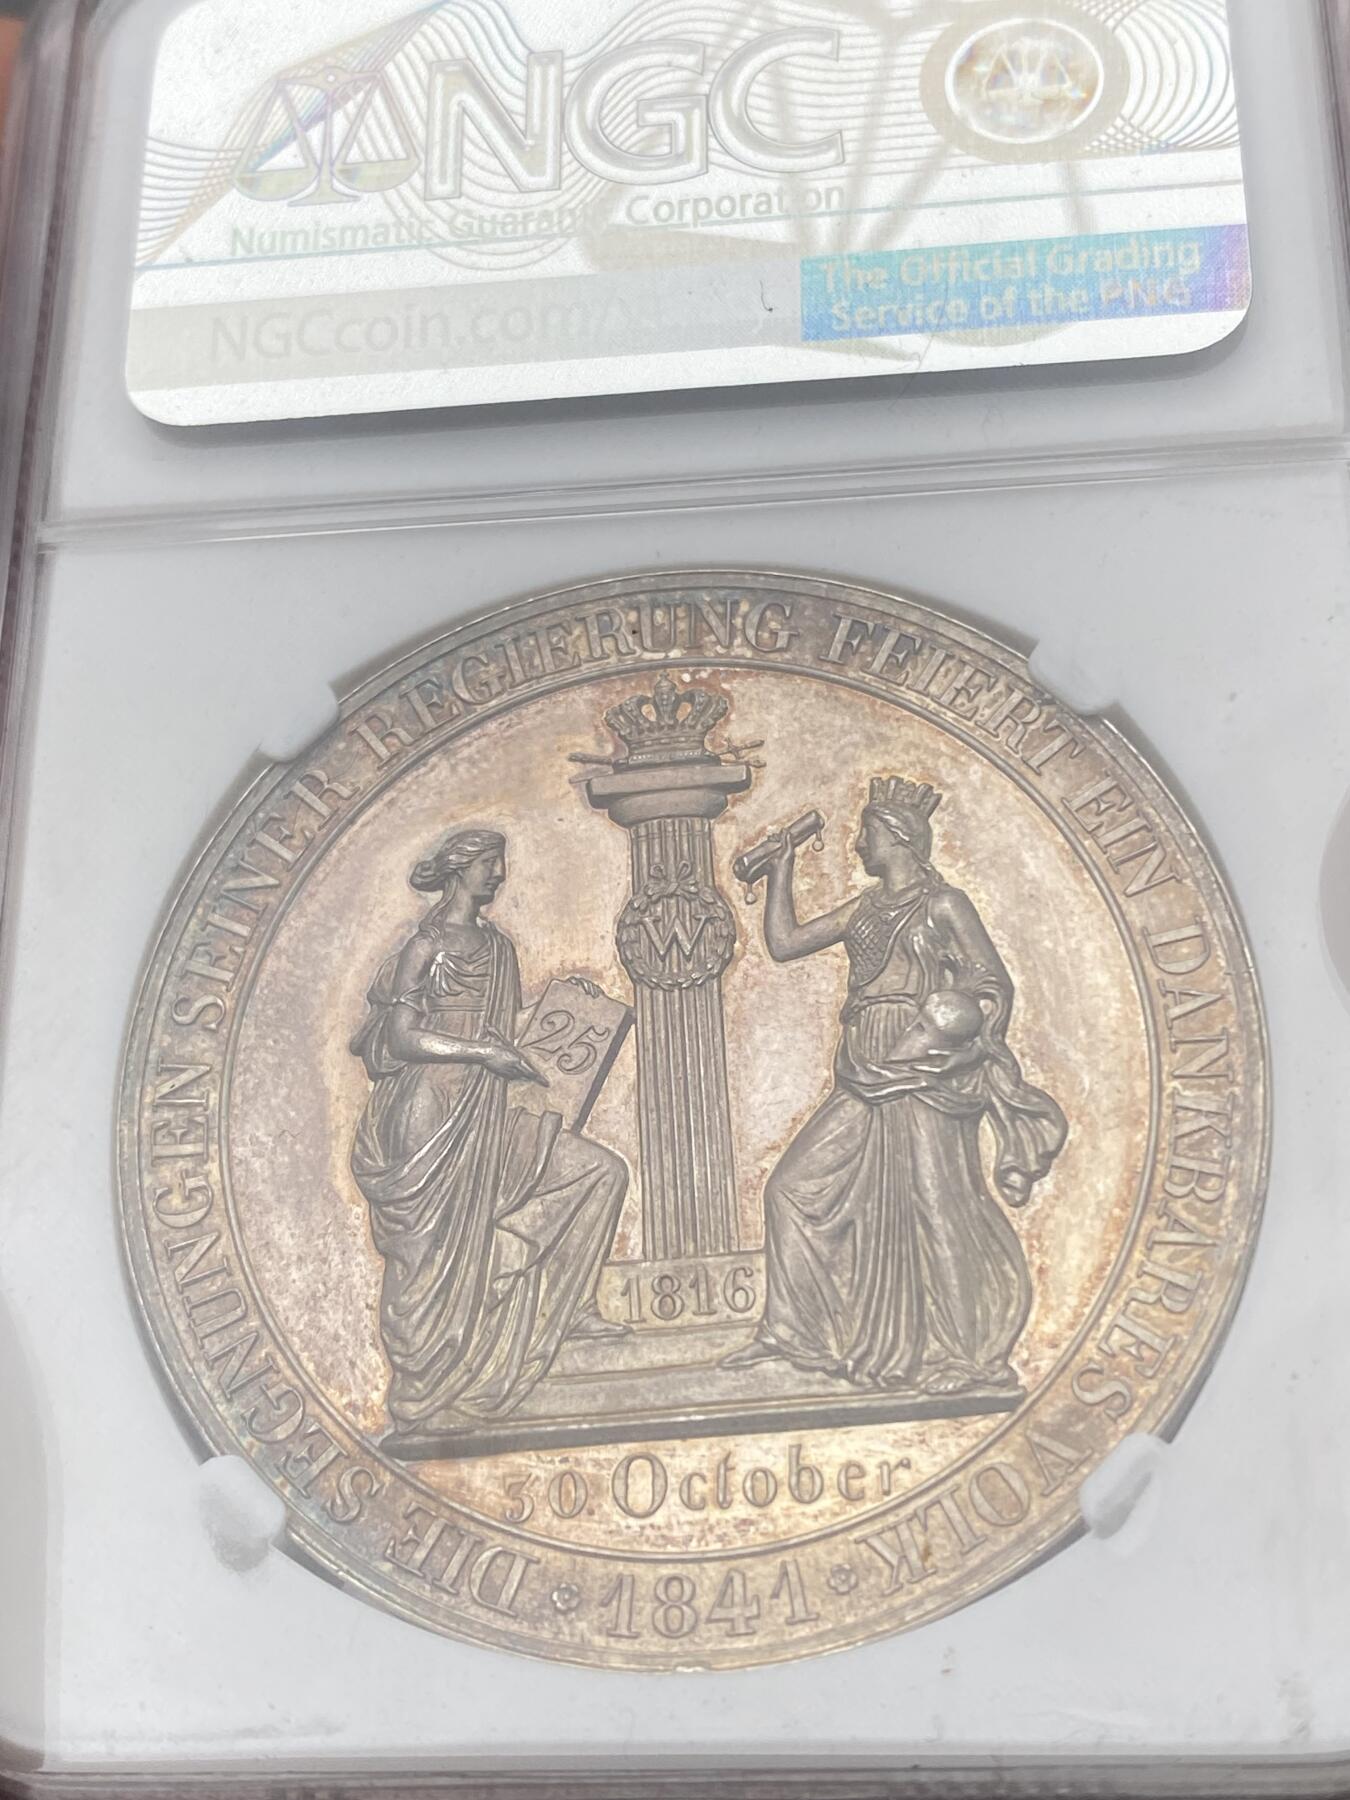 NGC
Numismatic Guaranty Corporation
The Official Grading
Service of the PNG
NGCcoin.com
DIE SEGNUNGEN SEINER REGIERUNG FEIERT EIN DANKBARES VOLK
W
25
1816
30 October
1841